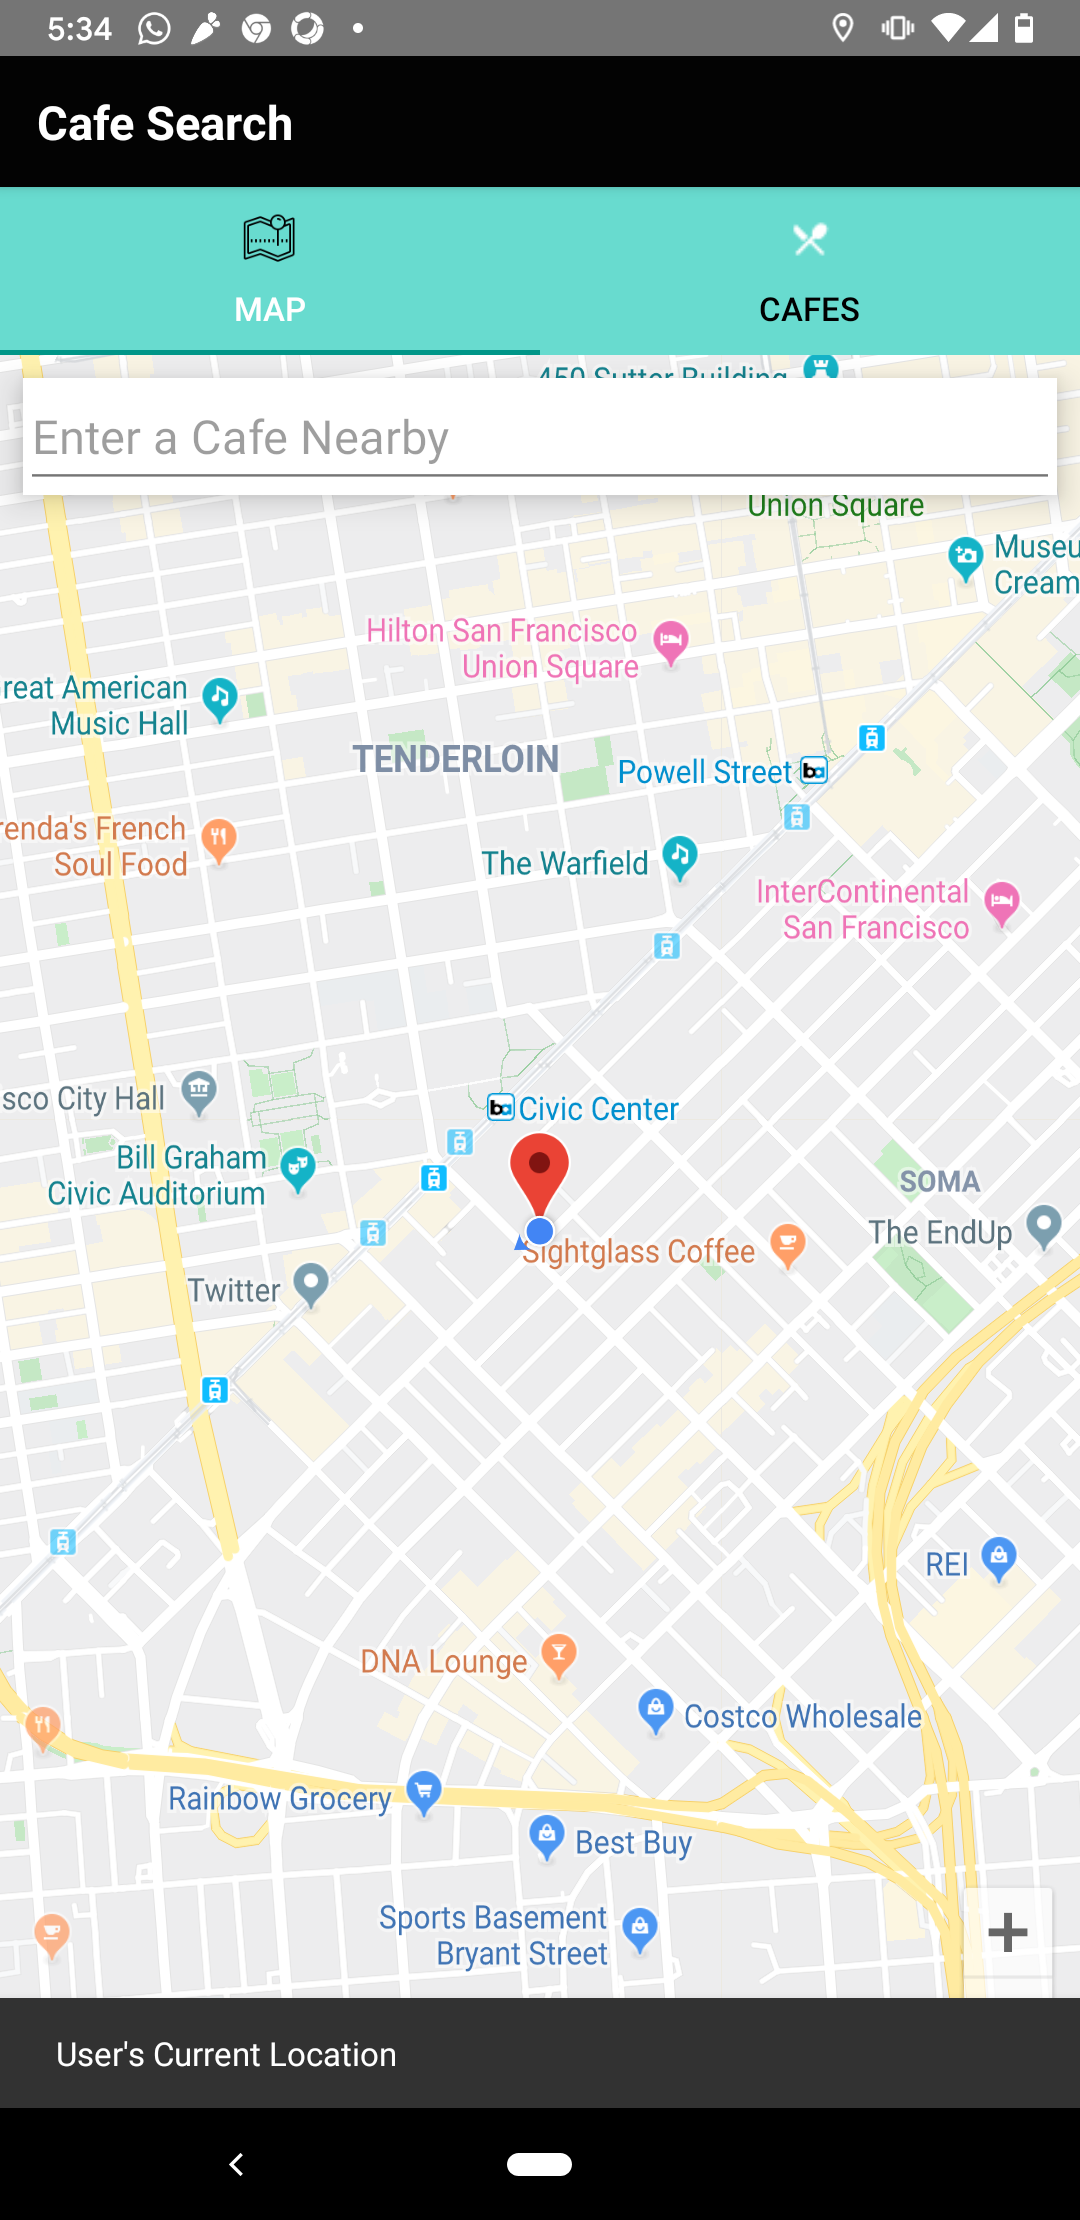 5:34
Cafe Search
MAP
CAFES
450 Sutter Building
Enter a Cafe Nearby
Union Square
Museu
Cream
Hilton San Francisco
Union Square
reat American
Music Hall
TENDERLOIN
Powell Street
renda's French
Soul Food
The Warfield
InterContinental
San Francisco
sco City Hall
Civic Center
Bill Graham
Civic Auditorium
SOMA
The EndUp
Sightglass Coffee
Twitter
REI
DNA Lounge
Costco Wholesale
Rainbow Grocery
Best Buy
Sports Basement
Bryant Street
User's Current Location